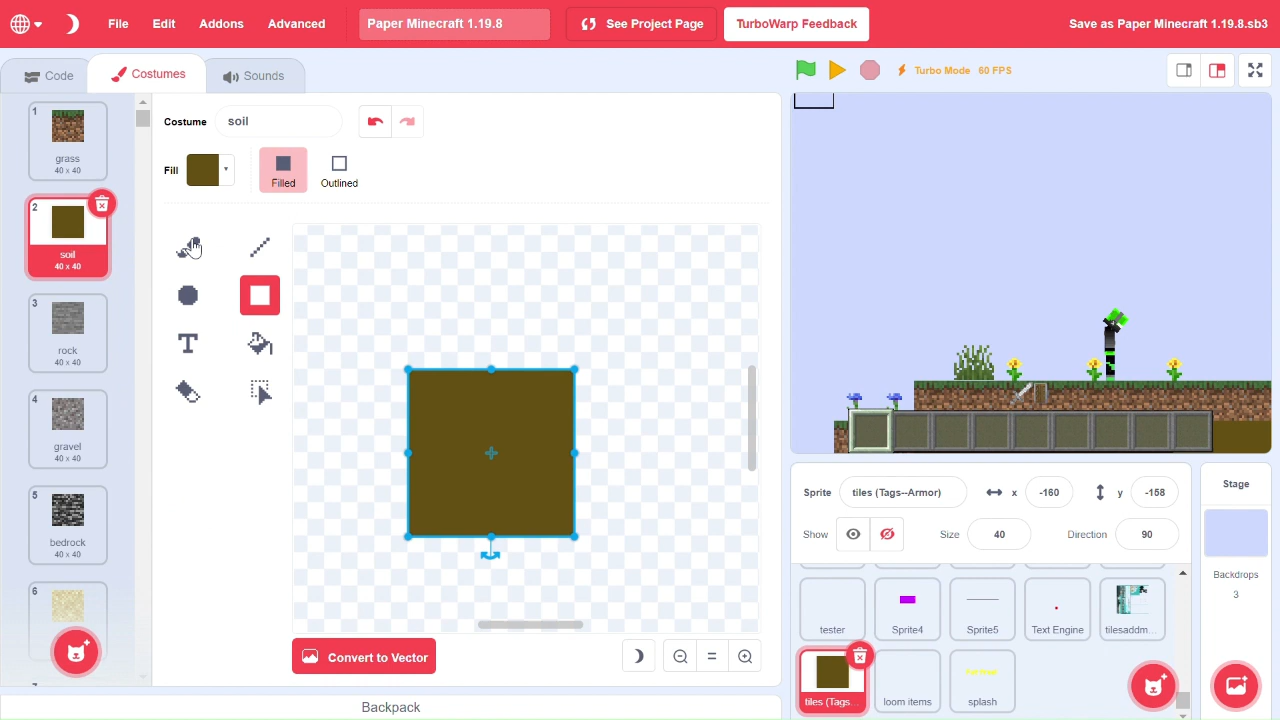 File Edit Addons Advanced Paper Minecraft 1.19.8 See Project Page TurboWarp Feedback Save as Paper Minecraft 1.19.8.sb3
Code Costumes Sounds
Turbo Mode 60 FPS
1
grass
40 x 40
2
soil
40 x 40
3
rock
40 x 40
4
gravel
40 x 40
5
bedrock
40 x 40
6
Costume soil
Fill
Filled
Outlined
T
Convert to Vector
Backpack
Sprite tiles (Tags--Armor) x -160 y -158
Show Size 40 Direction 90
tester
Sprite4
Sprite5
Text Engine
tilesaddm...
tiles (Tags...
loom items
splash
Stage
Backdrops
3